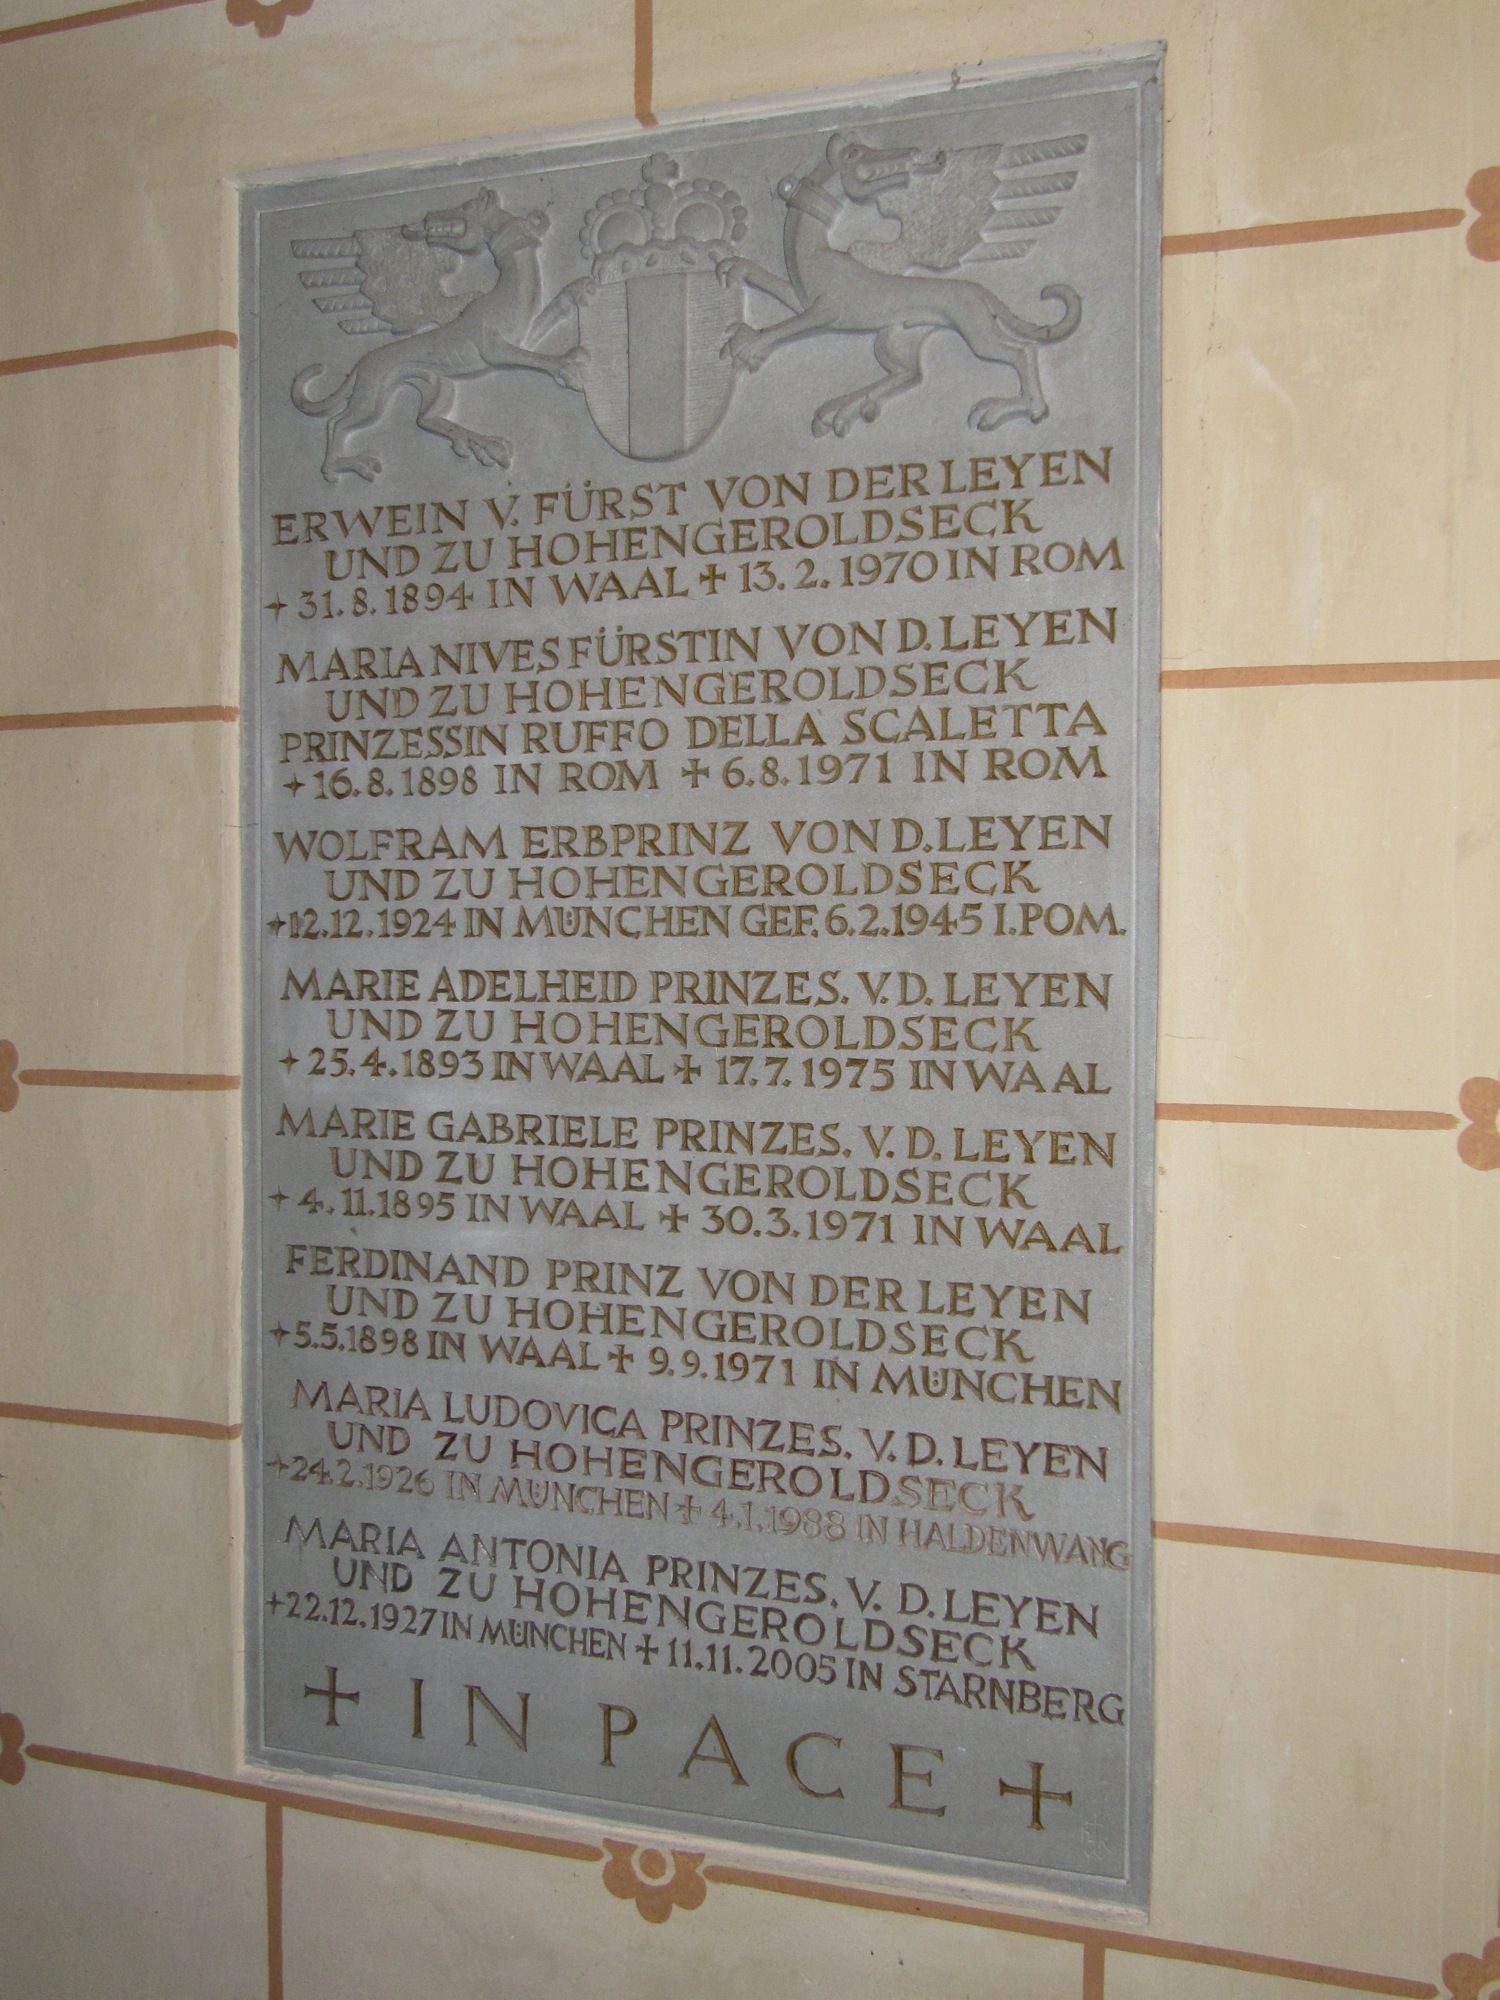 ERWEIN V. FÜRST VON DER LEYEN
UND ZU HOHENGEROLDSECK
+ 31.8.1894 IN WAAL + 13.2.1970 IN ROM
MARIA NIVES FÜRSTIN VON D. LEYEN
UND ZU HOHENGEROLDSECK
PRINZESSIN RUFFO DELLA SCALETTA
+ 16.8.1898 IN ROM + 6.8.1971 IN ROM
WOLFRAM ERBPRINZ VON D. LEYEN
UND ZU HOHENGEROLDSECK
+ 12.12.1924 IN MÜNCHEN GEF. 6.2.1945 I. POM.
MARIE ADELHEID PRINZES. V. D. LEYEN
UND ZU HOHENGEROLDSECK
+ 25.4.1893 IN WAAL + 17.7.1975 IN WAAL
MARIE GABRIELE PRINZES. V. D. LEYEN
UND ZU HOHENGEROLDSECK
+ 4.11.1895 IN WAAL + 30.3.1971 IN WAAL
FERDINAND PRINZ VON DER LEYEN
UND ZU HOHENGEROLDSECK
+ 5.5.1898 IN WAAL + 9.9.1971 IN MÜNCHEN
MARIA LUDOVICA PRINZES. V. D. LEYEN
UND ZU HOHENGEROLDSECK
+ 24.2.1926 IN MÜNCHEN + 4.1.1988 IN HALDENWANG
MARIA ANTONIA PRINZES. V. D. LEYEN
UND ZU HOHENGEROLDSECK
+ 22.12.1927 IN MÜNCHEN + 11.11.2005 IN STARNBERG
+ IN PACE +